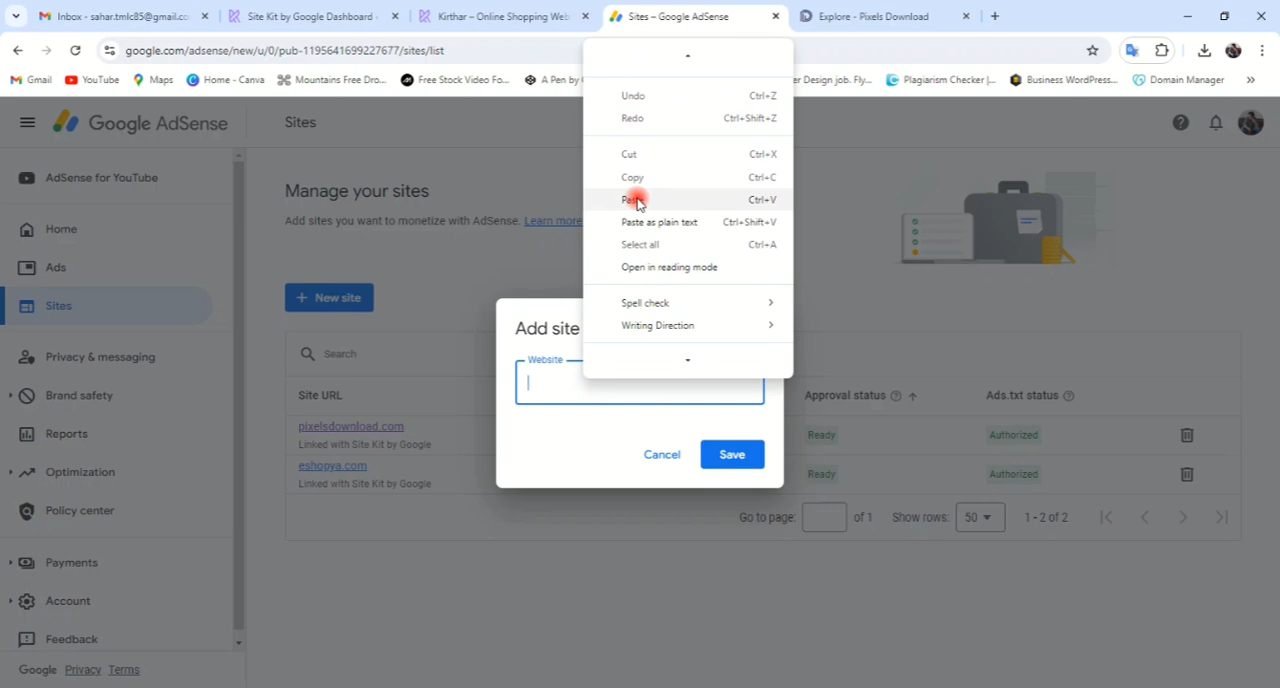 Inbox - sahar.tmlc85@gmail.co
Site Kit by Google Dashboard
Kirthar – Online Shopping Web
Sites – Google AdSense
Explore - Pixels Download
google.com/adsense/new/u/0/pub-1195641699227677/sites/list
Gmail
YouTube
Maps
Home - Canva
Mountains Free Dro...
Free Stock Video Fo...
A Pen by
er Design job. Fly...
Plagiarism Checker |...
Business WordPress...
Domain Manager
Google AdSense
Sites
AdSense for YouTube
Home
Ads
Sites
Privacy & messaging
Brand safety
Reports
Optimization
Policy center
Payments
Account
Feedback
Google Privacy Terms
Manage your sites
Add sites you want to monetize with AdSense. Learn more
+ New site
Search
Site URL
Approval status
Ads.txt status
pixelsdownload.com
Linked with Site Kit by Google
Ready
Authorized
eshopya.com
Linked with Site Kit by Google
Ready
Authorized
Go to page: of 1 Show rows: 50 1-2 of 2
Add site
Website
Cancel
Save
Undo Ctrl+Z
Redo Ctrl+Shift+Z
Cut Ctrl+X
Copy Ctrl+C
Paste Ctrl+V
Paste as plain text Ctrl+Shift+V
Select all Ctrl+A
Open in reading mode
Spell check
Writing Direction